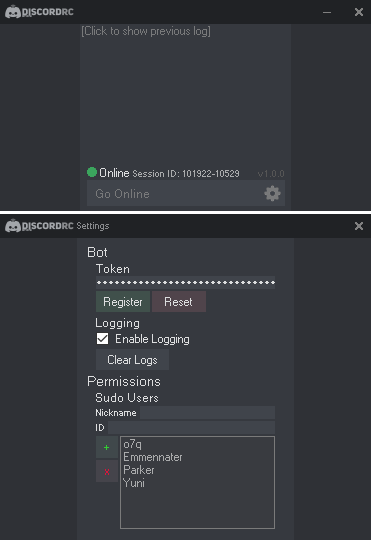 DISCORDRC
[Click to show previous log]
Online Session ID: 101922-10529 v1.0.0
Go Online
DISCORDRC Settings
Bot
Token
Register Reset
Logging
Enable Logging
Clear Logs
Permissions
Sudo Users
Nickname
ID
+ o7q
Emmennater
x Parker
Yuni